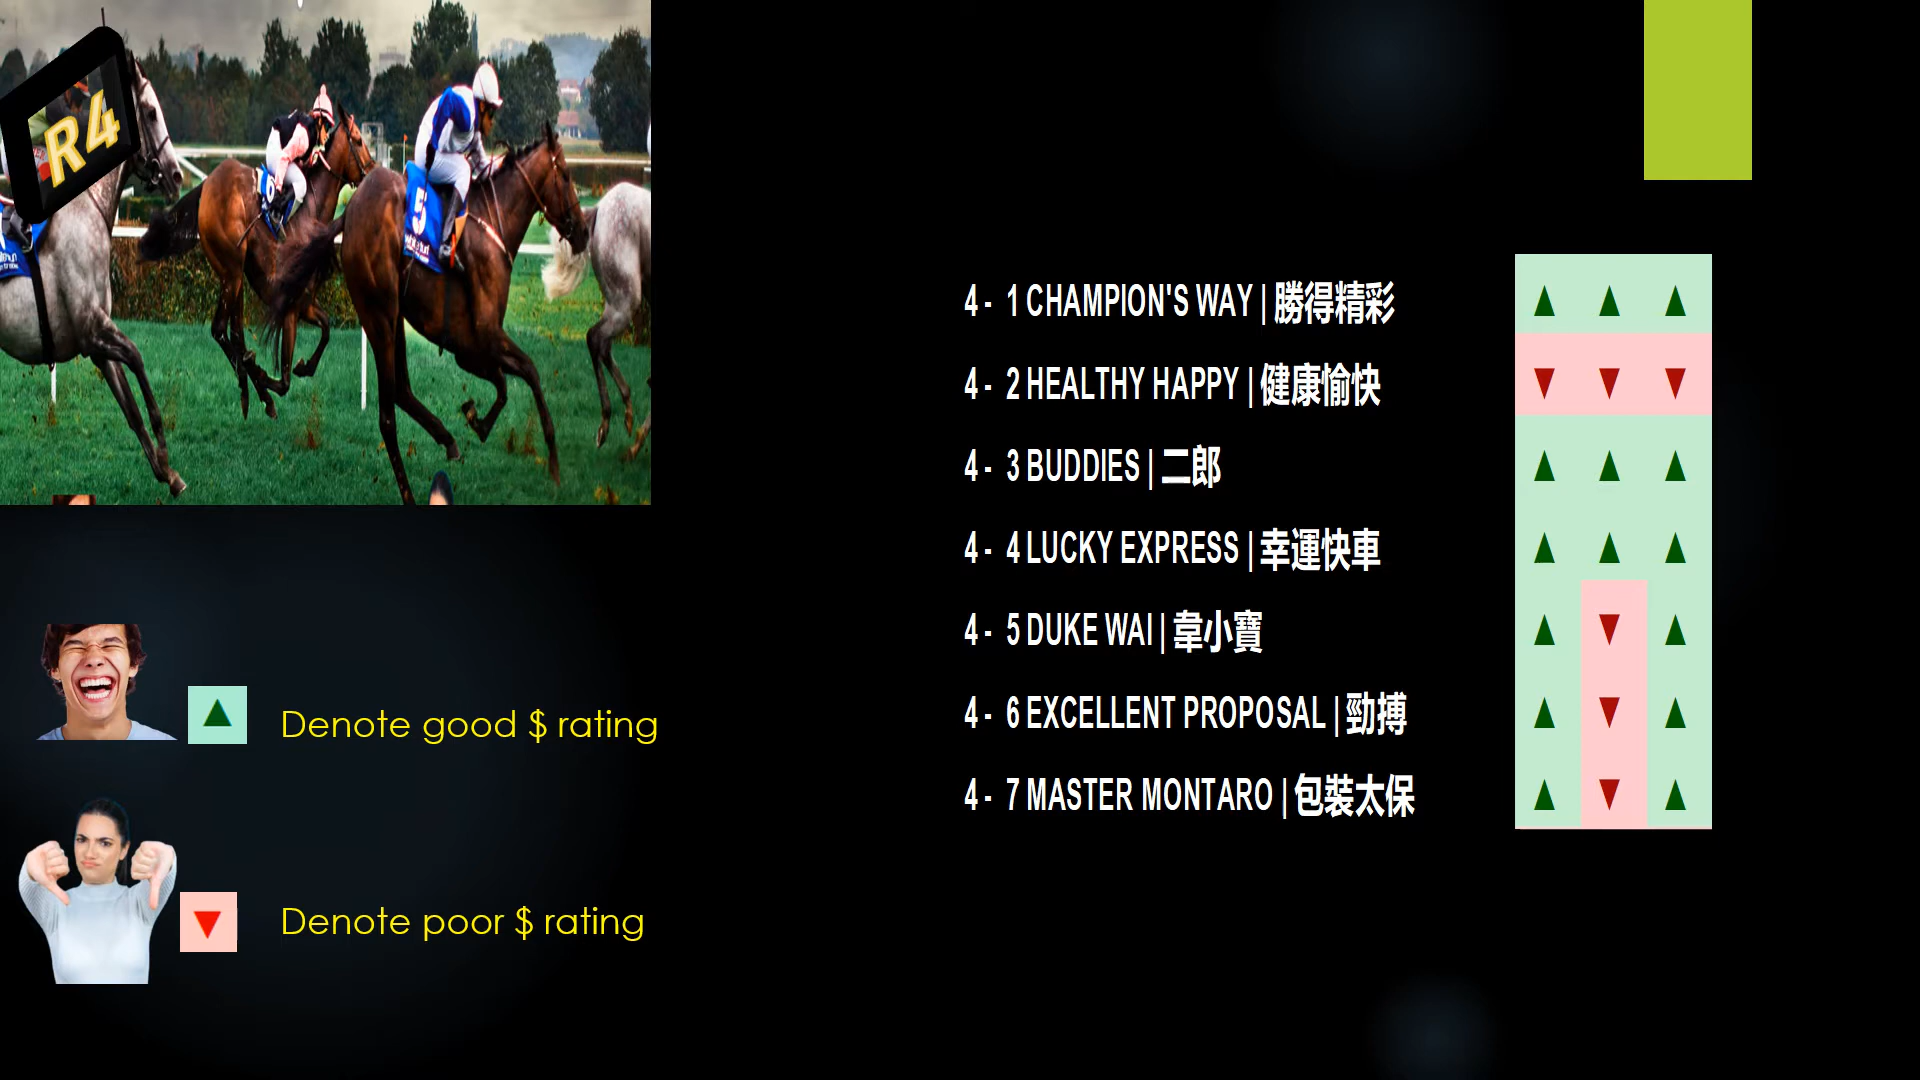 R4
6
5
4 - 1 CHAMPION'S WAY | 勝得精彩 ▲ ▲ ▲
4 - 2 HEALTHY HAPPY | 健康愉快 ▼ ▼ ▼
4 - 3 BUDDIES | 二郎 ▲ ▲ ▲
4 - 4 LUCKY EXPRESS | 幸運快車 ▲ ▲ ▲
4 - 5 DUKE WAI | 韋小寶 ▲ ▼ ▲
4 - 6 EXCELLENT PROPOSAL | 勁搏 ▲ ▼ ▲
4 - 7 MASTER MONTARO | 包裝太保 ▲ ▼ ▲
▲ Denote good $ rating
▼ Denote poor $ rating